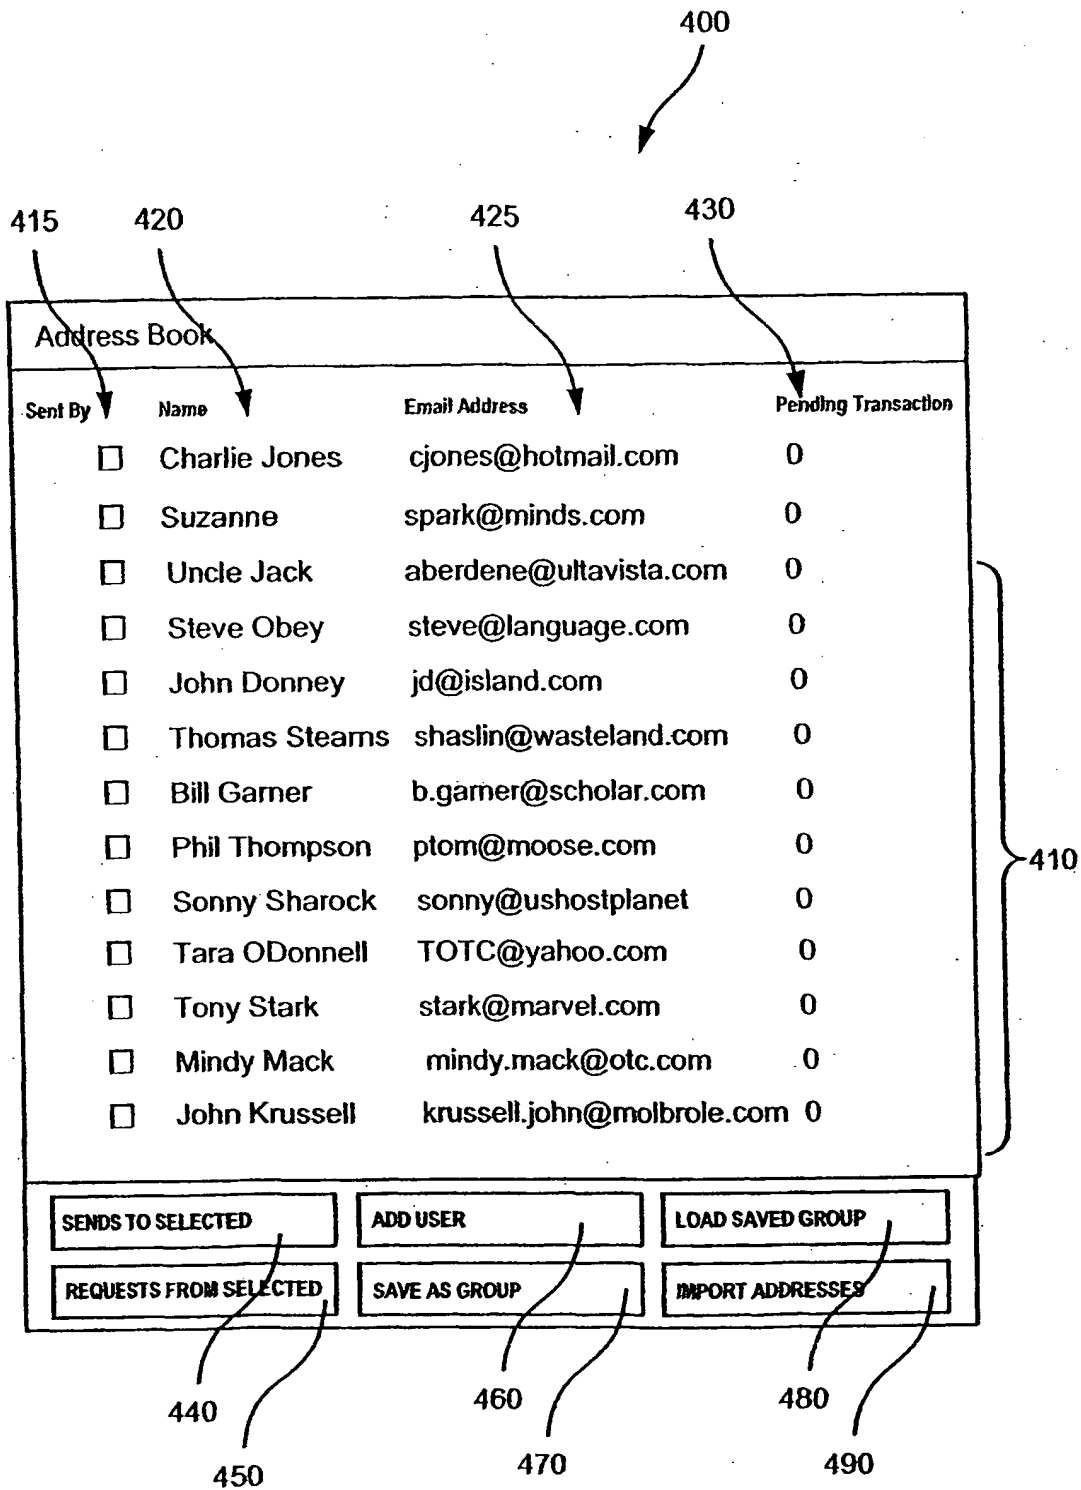 400
415 420 425 430
Address Book
Sent By Name Email Address Pending Transaction
Charlie Jones cjones@hotmail.com 0
Suzanne spark@minds.com 0
Uncle Jack aberdene@ultavista.com 0
Steve Obey steve@language.com 0
John Donney jd@island.com 0
Thomas Stearns shaslin@wasteland.com 0
Bill Garner b.garner@scholar.com 0
Phil Thompson ptom@moose.com 0
410
Sonny Sharock sonny@ushostplanet 0
Tara ODonnell TOTC@yahoo.com 0
Tony Stark stark@marvel.com 0
Mindy Mack mindy.mack@otc.com 0
John Krussell krussell.john@molbrole.com 0
SENDS TO SELECTED ADD USER LOAD SAVED GROUP
REQUESTS FROM SELECTED SAVE AS GROUP IMPORT ADDRESSES
440 460 480
450 470 490